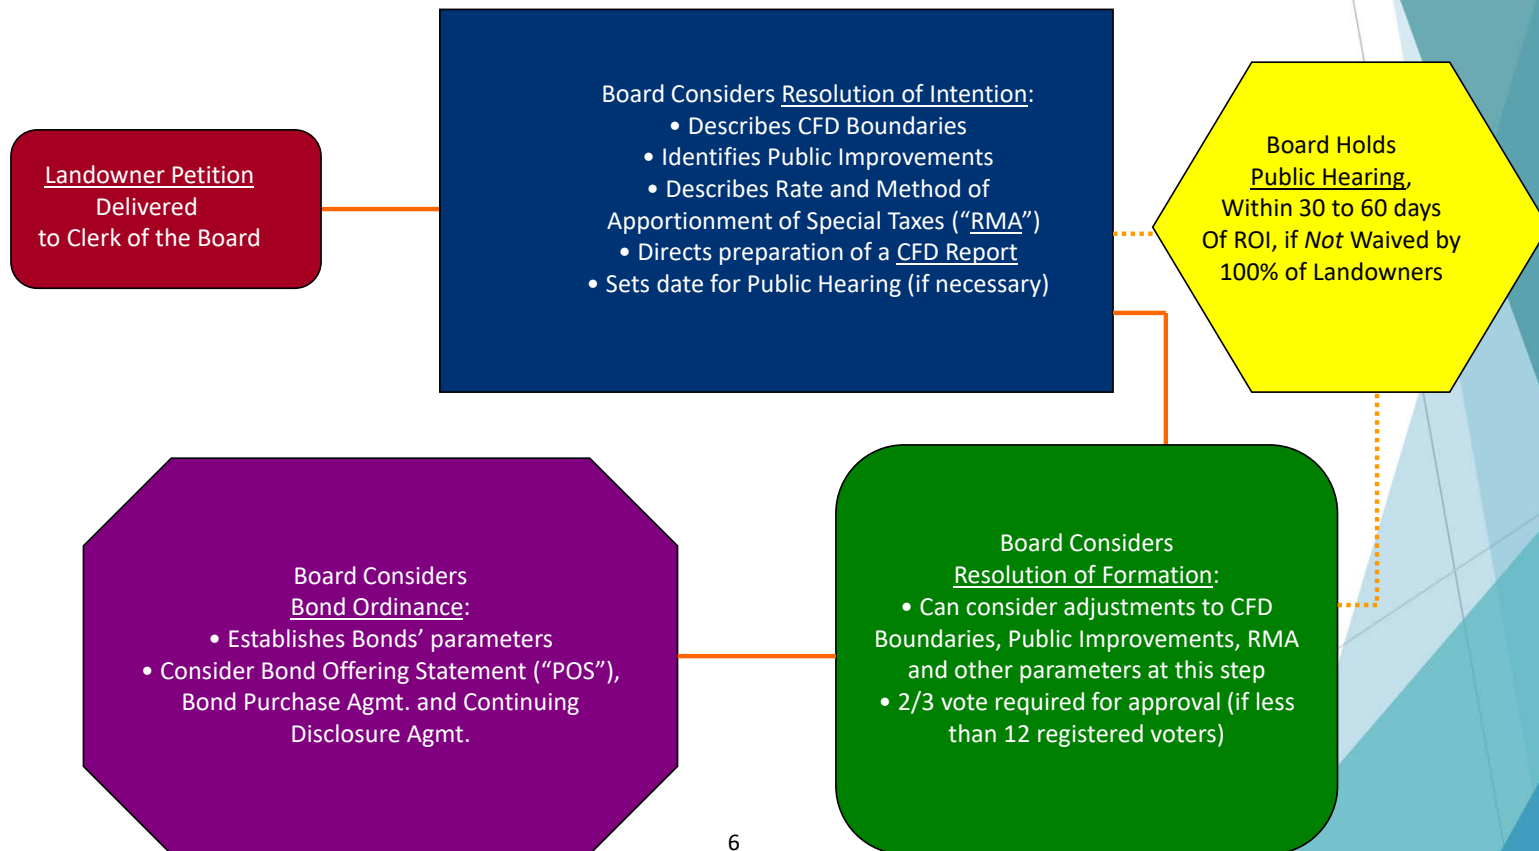 Landowner Petition
Delivered
to Clerk of the Board
Board Considers Resolution of Intention:
• Describes CFD Boundaries
• Identifies Public Improvements
• Describes Rate and Method of
Apportionment of Special Taxes (“RMA”)
• Directs preparation of a CFD Report
• Sets date for Public Hearing (if necessary)
Board Holds
Public Hearing,
Within 30 to 60 days
Of ROI, if Not Waived by
100% of Landowners
Board Considers
Bond Ordinance:
• Establishes Bonds’ parameters
• Consider Bond Offering Statement (“POS”),
Bond Purchase Agmt. and Continuing
Disclosure Agmt.
Board Considers
Resolution of Formation:
• Can consider adjustments to CFD
Boundaries, Public Improvements, RMA
and other parameters at this step
• 2/3 vote required for approval (if less
than 12 registered voters)
6